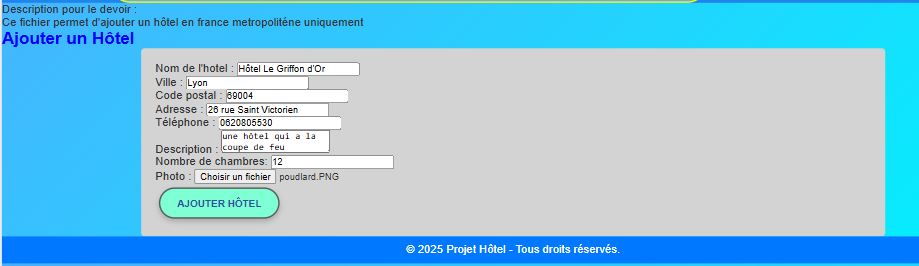 Description pour le devoir :
Ce fichier permet d'ajouter un hôtel en france metropoliténe uniquement
Ajouter un Hôtel
Nom de l'hotel : Hôtel Le Griffon d'Or
Ville : Lyon
Code postal : 69004
Adresse : 26 rue Saint Victorien
Téléphone : 0620805530
une hôtel qui a la
Description : coupe de feu
Nombre de chambres: 12
Photo : Choisir un fichier poudlard.PNG
AJOUTER HÔTEL
© 2025 Projet Hôtel - Tous droits réservés.